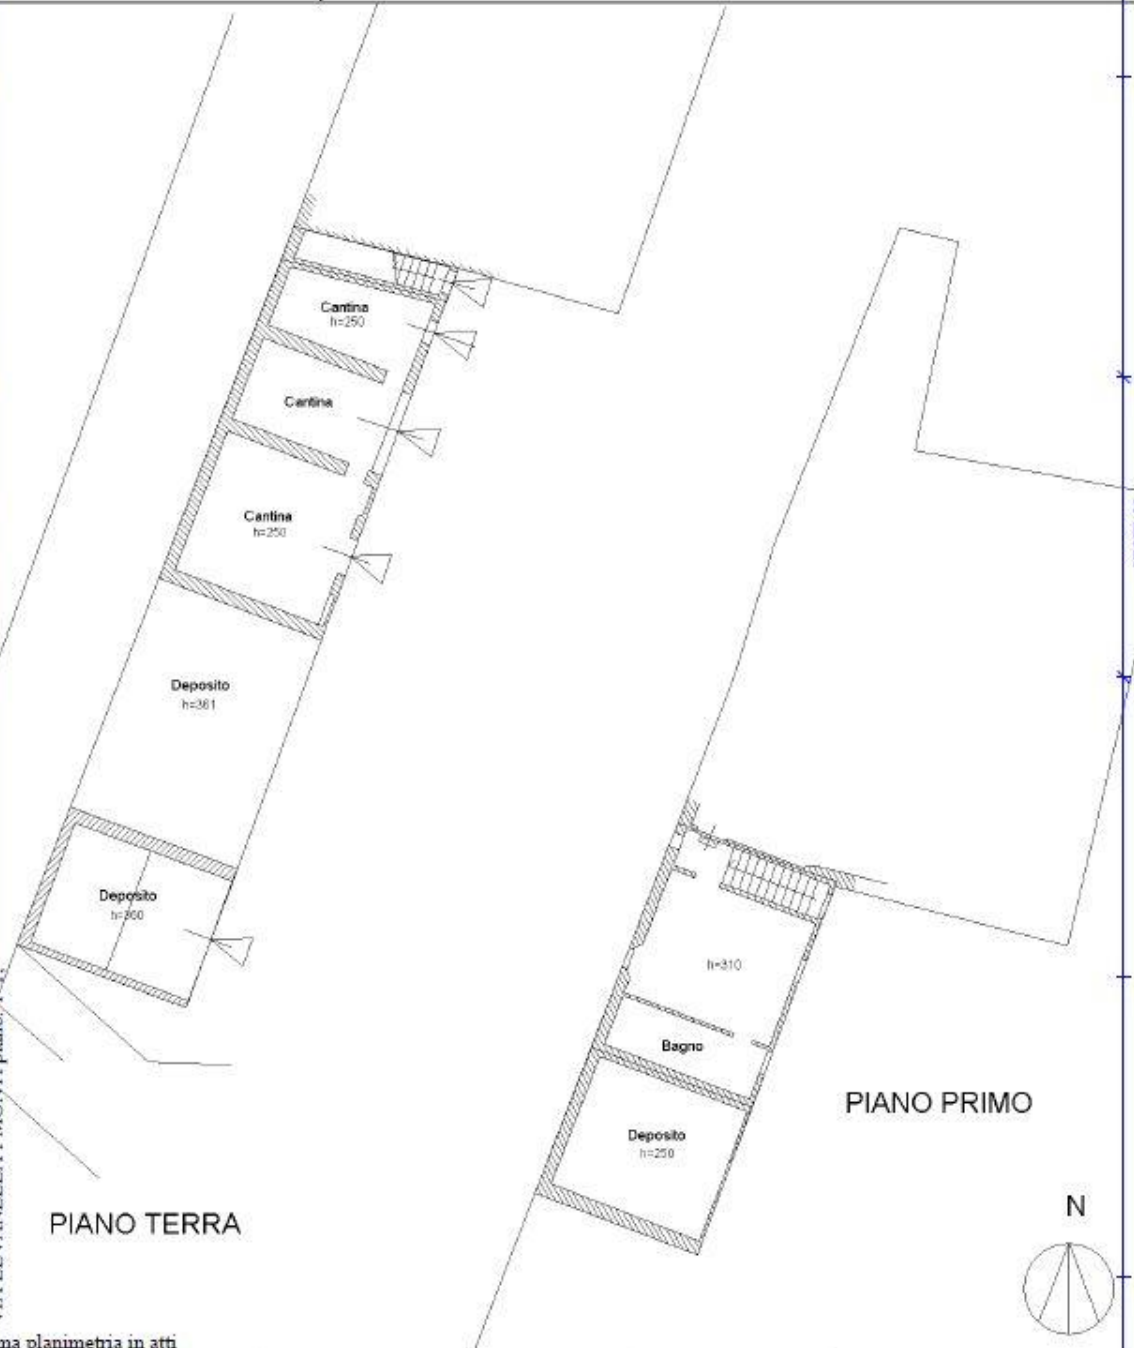 Cantina
h=250
Cantina
Cantina
h=250
Deposito
h=361
Deposito
h=360
h=310
Bagno
Deposito
h=250
PIANO PRIMO
PIANO TERRA
N
planimetria in atti